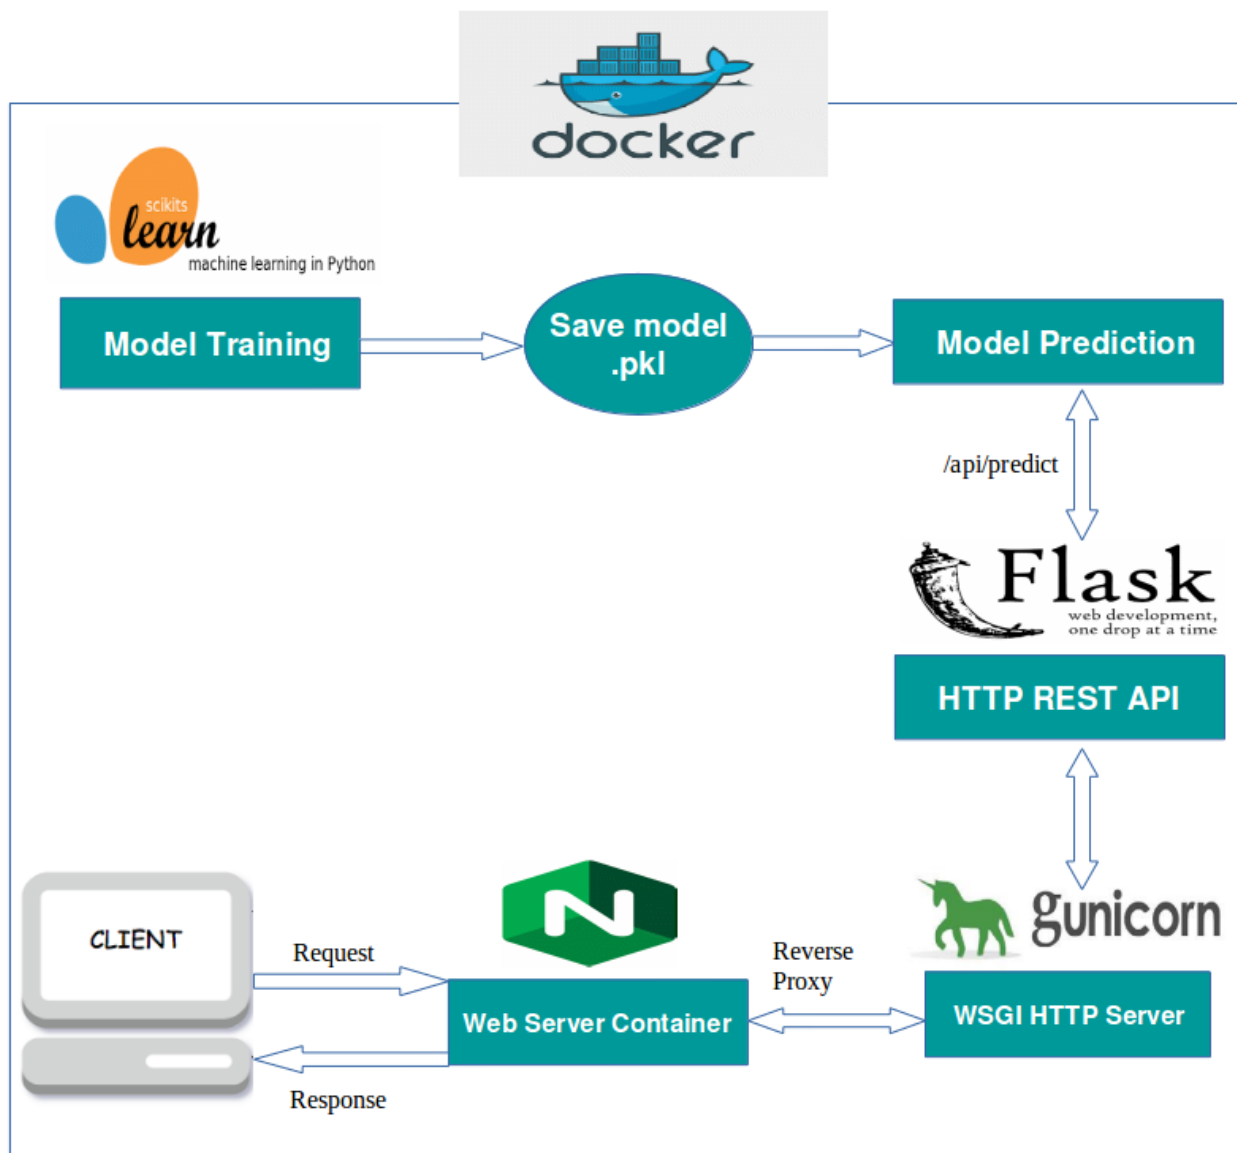 docker
scikits
learn
machine learning in Python
Model Training
Save model
.pkl
Model Prediction
/api/predict
Flask
web development,
one drop at a time
HTTP REST API
gunicorn
WSGI HTTP Server
Reverse
Proxy
N
Web Server Container
CLIENT
Request
Response